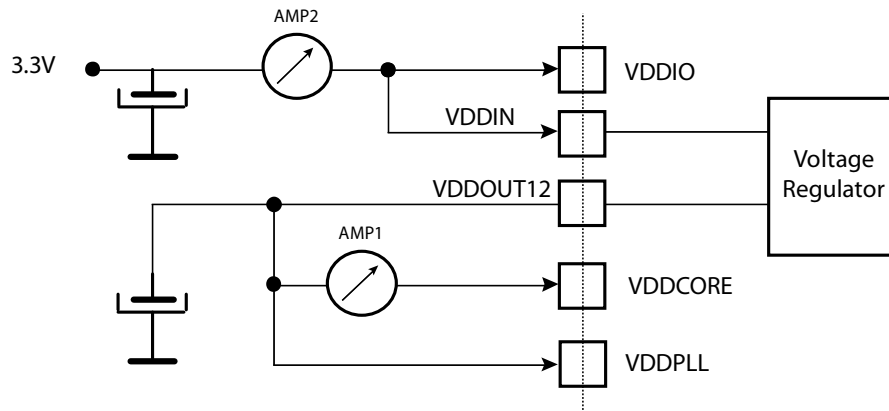 AMP2
3.3V
VDDIO
VDDIN
Voltage
Regulator
VDDOUT12
AMP1
VDDCORE
VDDPLL